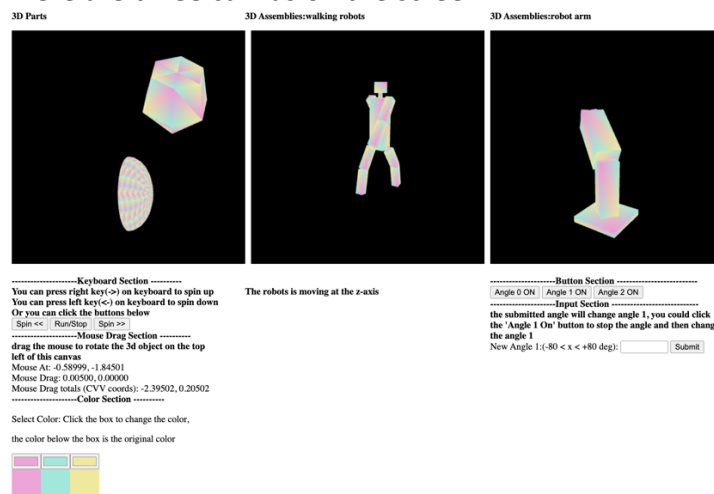 3D Parts
3D Assemblies:walking robots
3D Assemblies:robot arm
---------------------Keyboard Section ----------
You can press right key(->) on keyboard to spin up
You can press left key(<-) on keyboard to spin down
Or you can click the buttons below
Spin << Run/Stop Spin >>
---------------------Mouse Drag Section ----------
drag the mouse to rotate the 3d object on the top
left of this canvas
Mouse At: -0.58999, -1.84501
Mouse Drag: 0.00500, 0.00000
Mouse Drag totals (CVV coords): -2.39502, 0.20502
---------------------Color Section ----------
Select Color: Click the box to change the color,
the color below the box is the original color
The robots is moving at the z-axis
---------------------Button Section --------------------------
Angle 0 ON Angle 1 ON Angle 2 ON
---------------------Input Section ----------------------------
the submitted angle will change angle 1, you could click
the 'Angle 1 On' button to stop the angle and then chang
the angle 1
New Angle 1:(-80 < x < +80 deg): Submit